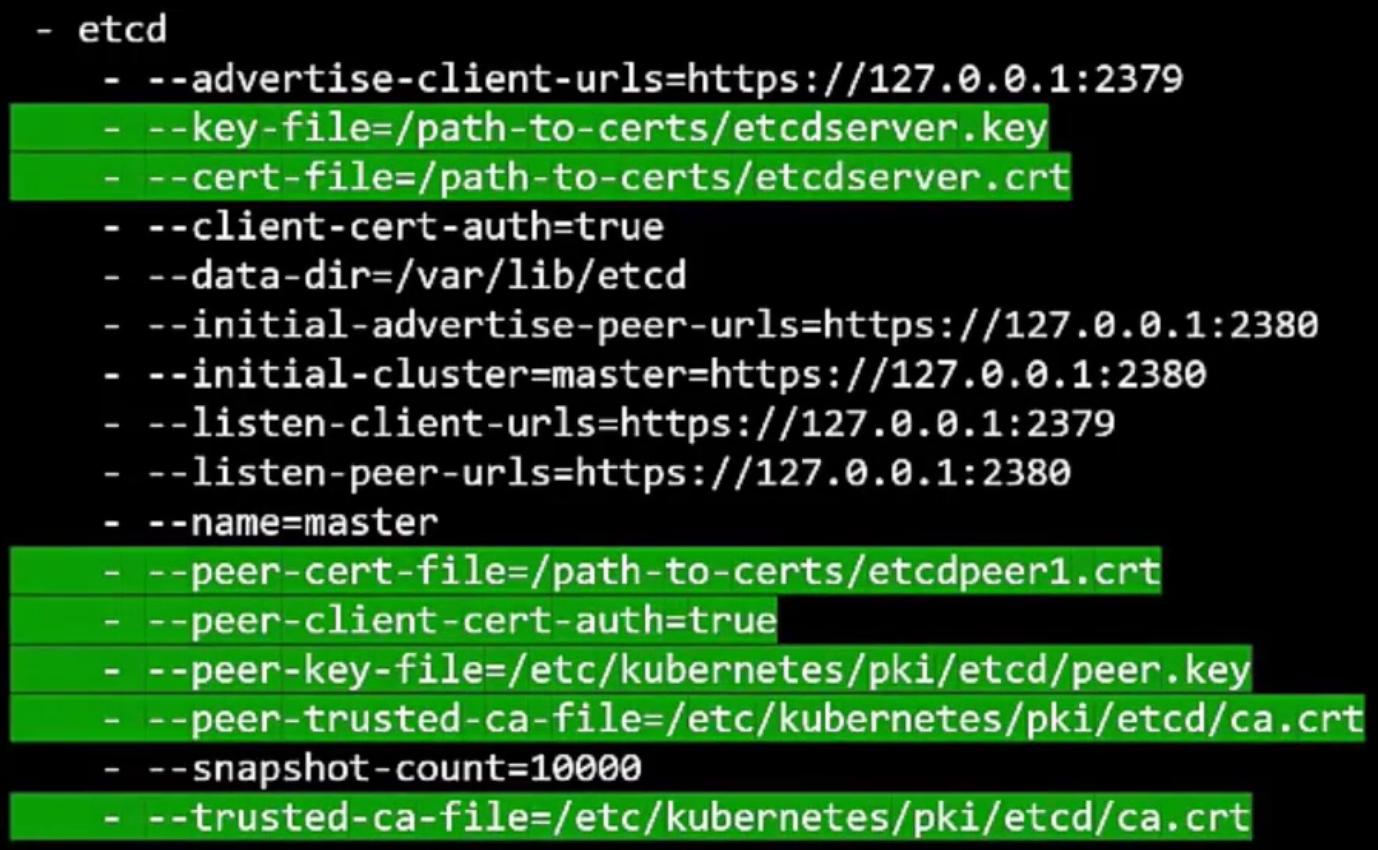 - etcd
- --advertise-client-urls=https://127.0.0.1:2379
- --key-file=/path-to-certs/etcdserver.key
- --cert-file=/path-to-certs/etcdserver.crt
- --client-cert-auth=true
- --data-dir=/var/lib/etcd
- --initial-advertise-peer-urls=https://127.0.0.1:2380
- --initial-cluster=master=https://127.0.0.1:2380
- --listen-client-urls=https://127.0.0.1:2379
- --listen-peer-urls=https://127.0.0.1:2380
- --name=master
- --peer-cert-file=/path-to-certs/etcdpeer1.crt
- --peer-client-cert-auth=true
- --peer-key-file=/etc/kubernetes/pki/etcd/peer.key
- --peer-trusted-ca-file=/etc/kubernetes/pki/etcd/ca.crt
- --snapshot-count=10000
- --trusted-ca-file=/etc/kubernetes/pki/etcd/ca.crt